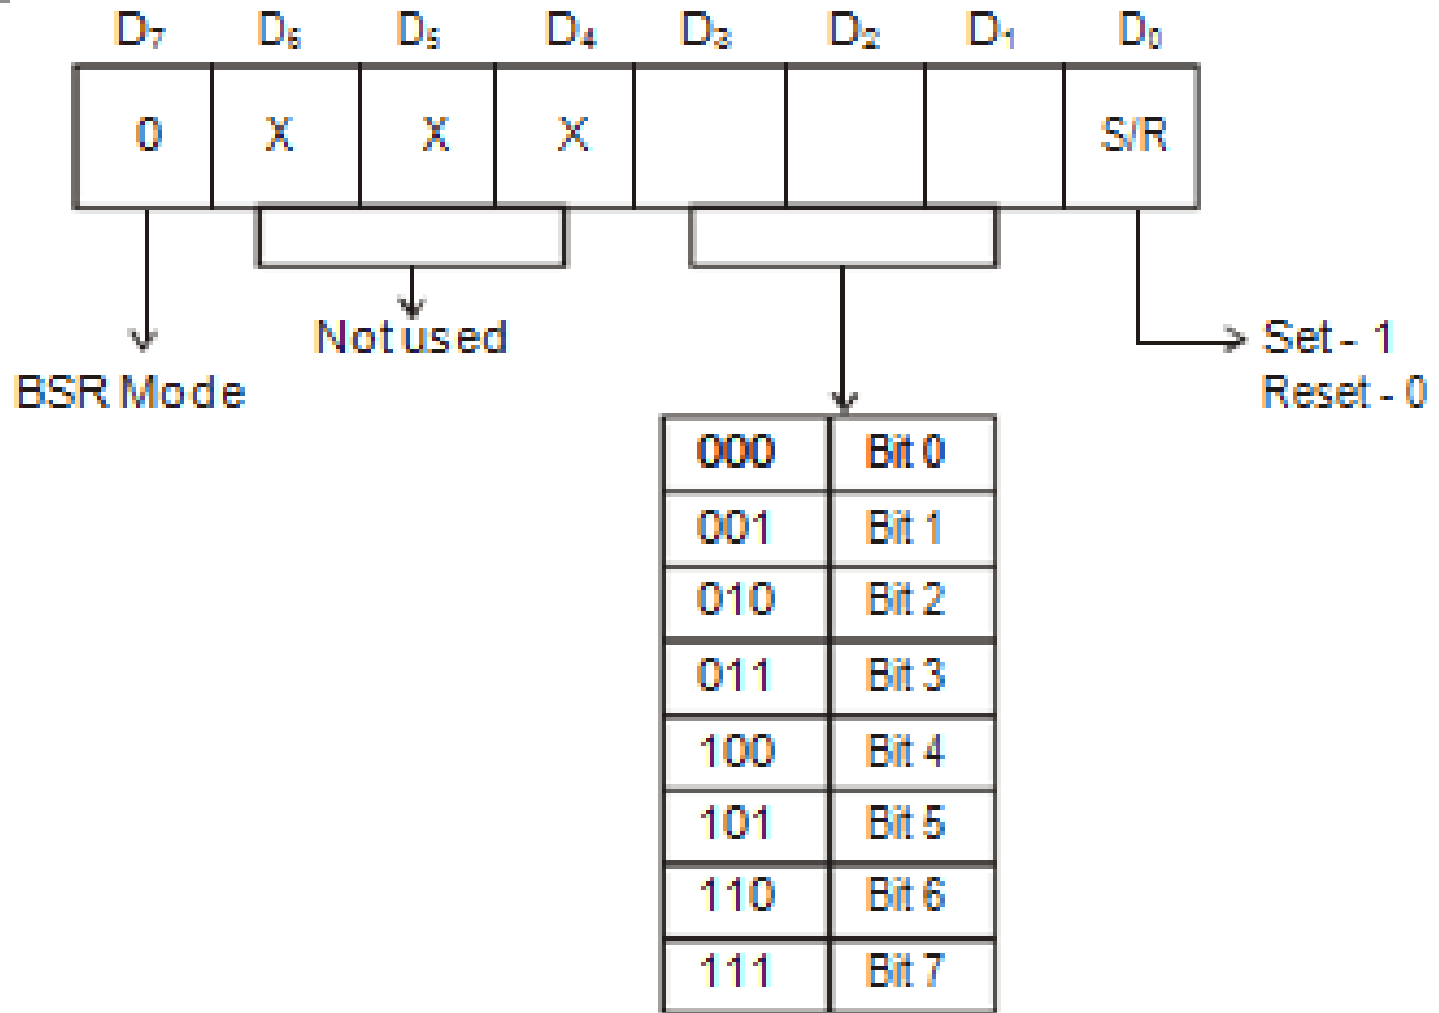 D₇ D₆ D₅ D₄ D₃ D₂ D₁ D₀
0 X X X S/R
Not used
Set - 1
BSR Mode
Reset - 0
000 Bit 0
001 Bit 1
010 Bit 2
011 Bit 3
100 Bit 4
101 Bit 5
110 Bit 6
111 Bit 7